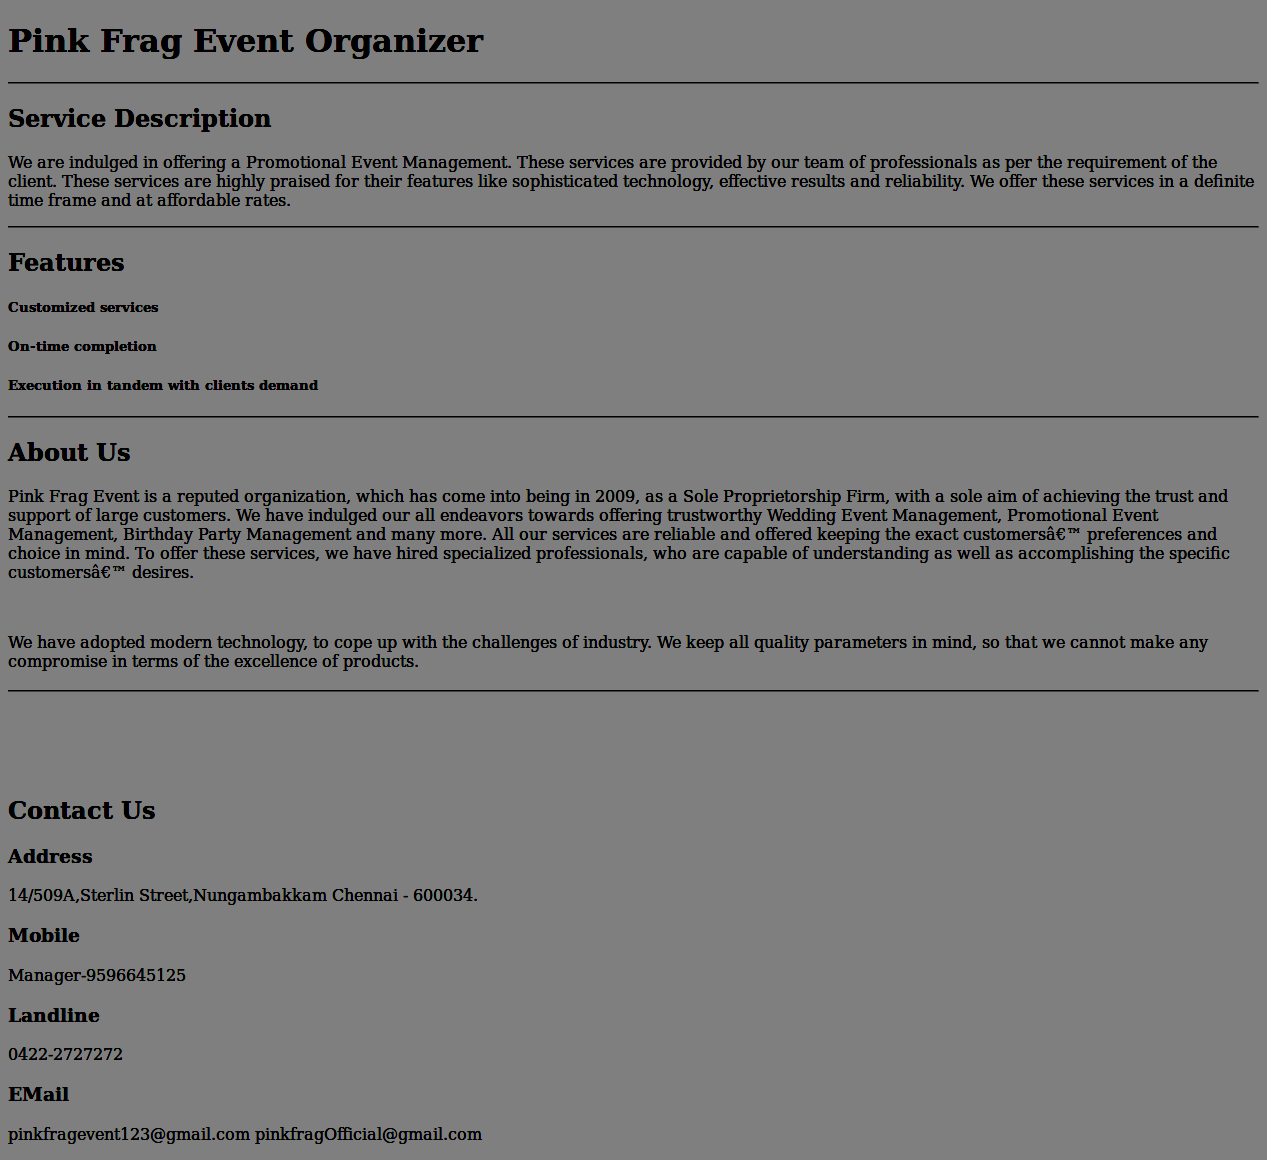 Pink Frag Event Organizer
Service Description
We are indulged in offering a Promotional Event Management. These services are provided by our team of professionals as per the requirement of the
client. These services are highly praised for their features like sophisticated technology, effective results and reliability. We offer these services in a definite
time frame and at affordable rates.
Features
Customized services
On-time completion
Execution in tandem with clients demand
About Us
Pink Frag Event is a reputed organization, which has come into being in 2009, as a Sole Proprietorship Firm, with a sole aim of achieving the trust and
support of large customers. We have indulged our all endeavors towards offering trustworthy Wedding Event Management, Promotional Event
Management, Birthday Party Management and many more. All our services are reliable and offered keeping the exact customersâ€™ preferences and
choice in mind. To offer these services, we have hired specialized professionals, who are capable of understanding as well as accomplishing the specific
customersâ€™ desires.
We have adopted modern technology, to cope up with the challenges of industry. We keep all quality parameters in mind, so that we cannot make any
compromise in terms of the excellence of products.
Contact Us
Address
14/509A,Sterlin Street,Nungambakkam Chennai - 600034.
Mobile
Manager-9596645125
Landline
0422-2727272
EMail
pinkfragevent123@gmail.com pinkfragOfficial@gmail.com